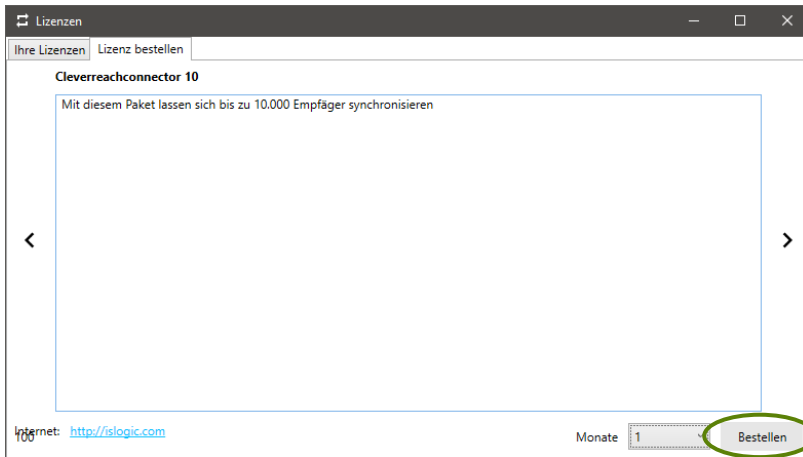 Lizenzen
Ihre Lizenzen Lizenz bestellen
Cleverreachconnector 10
Mit diesem Paket lassen sich bis zu 10.000 Empfäger synchronisieren
Internet: http://islogic.com
100
Monate 1 Bestellen